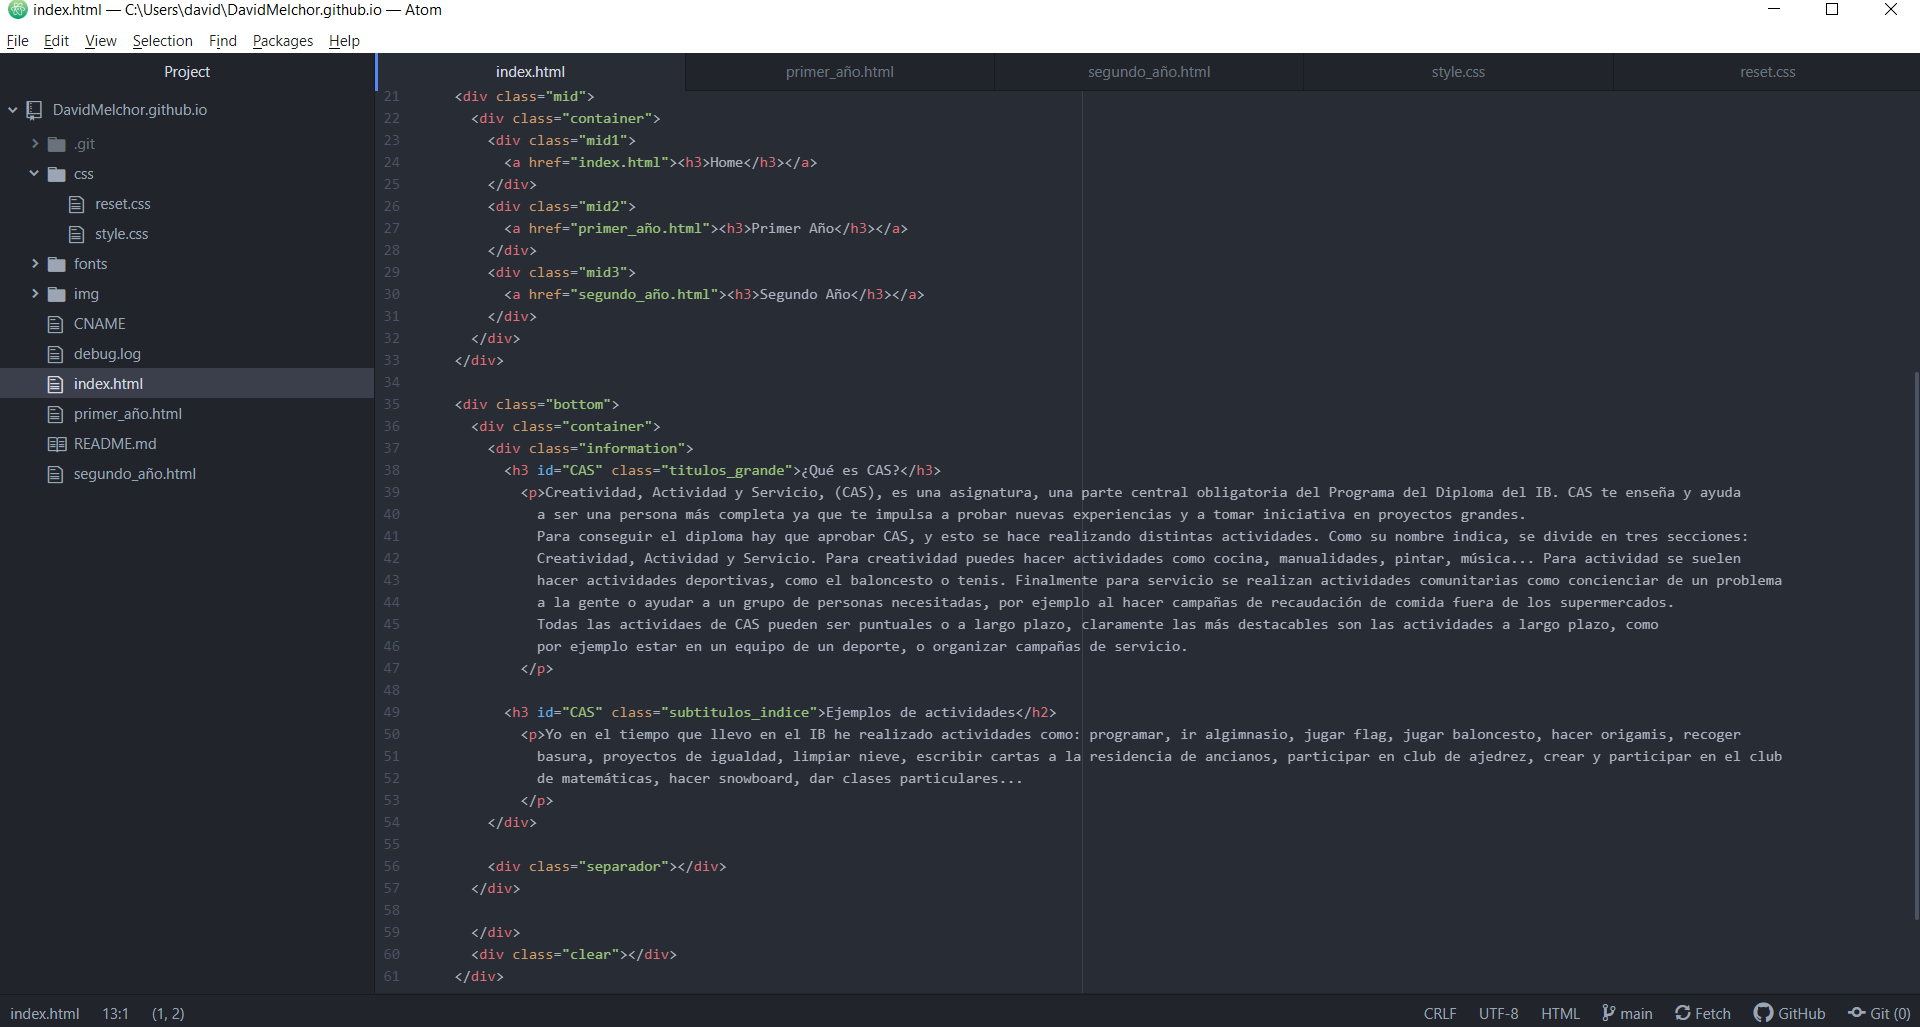 index.html — C:\Users\david\DavidMelchor.github.io — Atom
File Edit View Selection Find Packages Help
Project
DavidMelchor.github.io
.git
css
reset.css
style.css
fonts
img
CNAME
debug.log
index.html
primer_año.html
README.md
segundo_año.html
index.html primer_año.html segundo_año.html style.css reset.css
21 <div class="mid">
22 <div class="container">
23 <div class="mid1">
24 <a href="index.html"><h3>Home</h3></a>
25 </div>
26 <div class="mid2">
27 <a href="primer_año.html"><h3>Primer Año</h3></a>
28 </div>
29 <div class="mid3">
30 <a href="segundo_año.html"><h3>Segundo Año</h3></a>
31 </div>
32 </div>
33 </div>
34
35 <div class="bottom">
36 <div class="container">
37 <div class="information">
38 <h3 id="CAS" class="titulos_grande">¿Qué es CAS?</h3>
39 <p>Creatividad, Actividad y Servicio, (CAS), es una asignatura, una parte central obligatoria del Programa del Diploma del IB. CAS te enseña y ayuda
40 a ser una persona más completa ya que te impulsa a probar nuevas experiencias y a tomar iniciativa en proyectos grandes.
41 Para conseguir el diploma hay que aprobar CAS, y esto se hace realizando distintas actividades. Como su nombre indica, se divide en tres secciones:
42 Creatividad, Actividad y Servicio. Para creatividad puedes hacer actividades como cocina, manualidades, pintar, música... Para actividad se suelen
43 hacer actividades deportivas, como el baloncesto o tenis. Finalmente para servicio se realizan actividades comunitarias como concienciar de un problema
44 a la gente o ayudar a un grupo de personas necesitadas, por ejemplo al hacer campañas de recaudación de comida fuera de los supermercados.
45 Todas las actividaes de CAS pueden ser puntuales o a largo plazo, claramente las más destacables son las actividades a largo plazo, como
46 por ejemplo estar en un equipo de un deporte, o organizar campañas de servicio.
47 </p>
48
49 <h3 id="CAS" class="subtitulos_indice">Ejemplos de actividades</h2>
50 <p>Yo en el tiempo que llevo en el IB he realizado actividades como: programar, ir algimnasio, jugar flag, jugar baloncesto, hacer origamis, recoger
51 basura, proyectos de igualdad, limpiar nieve, escribir cartas a la residencia de ancianos, participar en club de ajedrez, crear y participar en el club
52 de matemáticas, hacer snowboard, dar clases particulares...
53 </p>
54 </div>
55
56 <div class="separador"></div>
57 </div>
58
59 </div>
60 <div class="clear"></div>
61 </div>
index.html 13:1 (1, 2) CRLF UTF-8 HTML main Fetch GitHub Git (0)